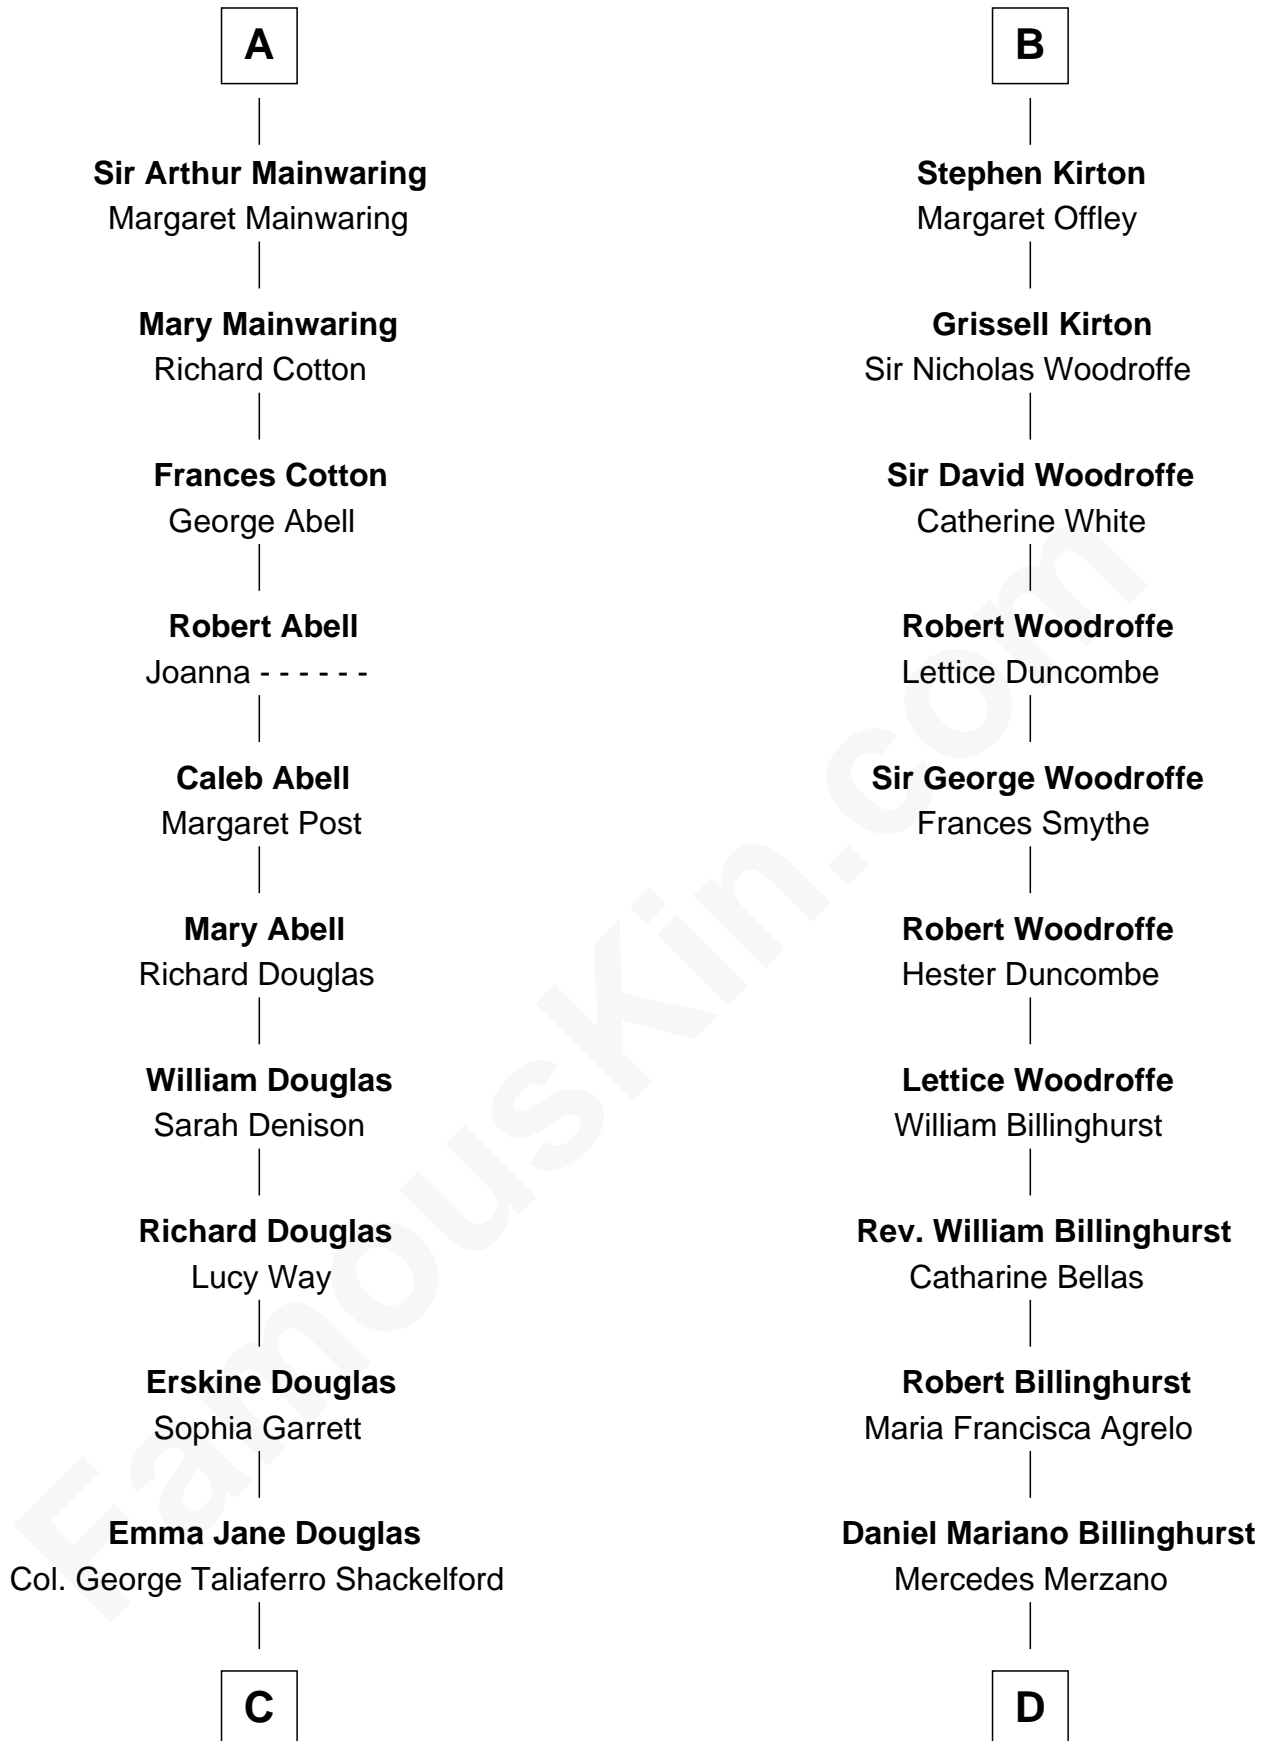 A
Sir Arthur Mainwaring
Margaret Mainwaring
Mary Mainwaring
Richard Cotton
Frances Cotton
George Abell
Robert Abell
Joanna - - - - - -
Caleb Abell
Margaret Post
Mary Abell
Richard Douglas
William Douglas
Sarah Denison
Richard Douglas
Lucy Way
Erskine Douglas
Sophia Garrett
Emma Jane Douglas
Col. George Taliaferro Shackelford
C
B
Stephen Kirton
Margaret Offley
Grissell Kirton
Sir Nicholas Woodroffe
Sir David Woodroffe
Catherine White
Robert Woodroffe
Lettice Duncombe
Sir George Woodroffe
Frances Smythe
Robert Woodroffe
Hester Duncombe
Lettice Woodroffe
William Billinghurst
Rev. William Billinghurst
Catharine Bellas
Robert Billinghurst
Maria Francisca Agrelo
Daniel Mariano Billinghurst
Mercedes Merzano
D
FamousKin.com